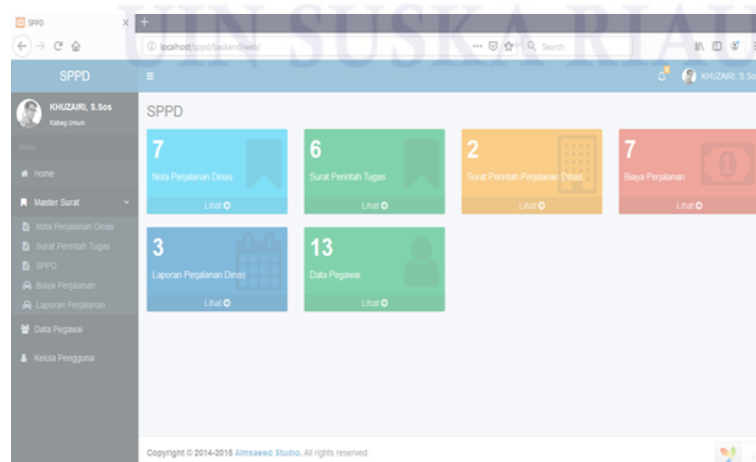 UIN SUSKA RIAU
SPPD
localhost/sppd/backend/web/
Search
SPPD
KHUZAIRI, S.Sos
KHUZAIRI, S.Sos
Kabag Umum
Menu
Home
Master Surat
Nota Perjalanan Dinas
Surat Perintah Tugas
SPPD
Biaya Perjalanan
Laporan Perjalanan
Data Pegawai
Kelola Pengguna
SPPD
7
Nota Perjalanan Dinas
Lihat
6
Surat Perintah Tugas
Lihat
2
Surat Perintah Perjalanan Dinas
Lihat
7
Biaya Perjalanan
Lihat
3
Laporan Perjalanan Dinas
Lihat
13
Data Pegawai
Lihat
Copyright © 2014-2015 Almsaeed Studio. All rights reserved.